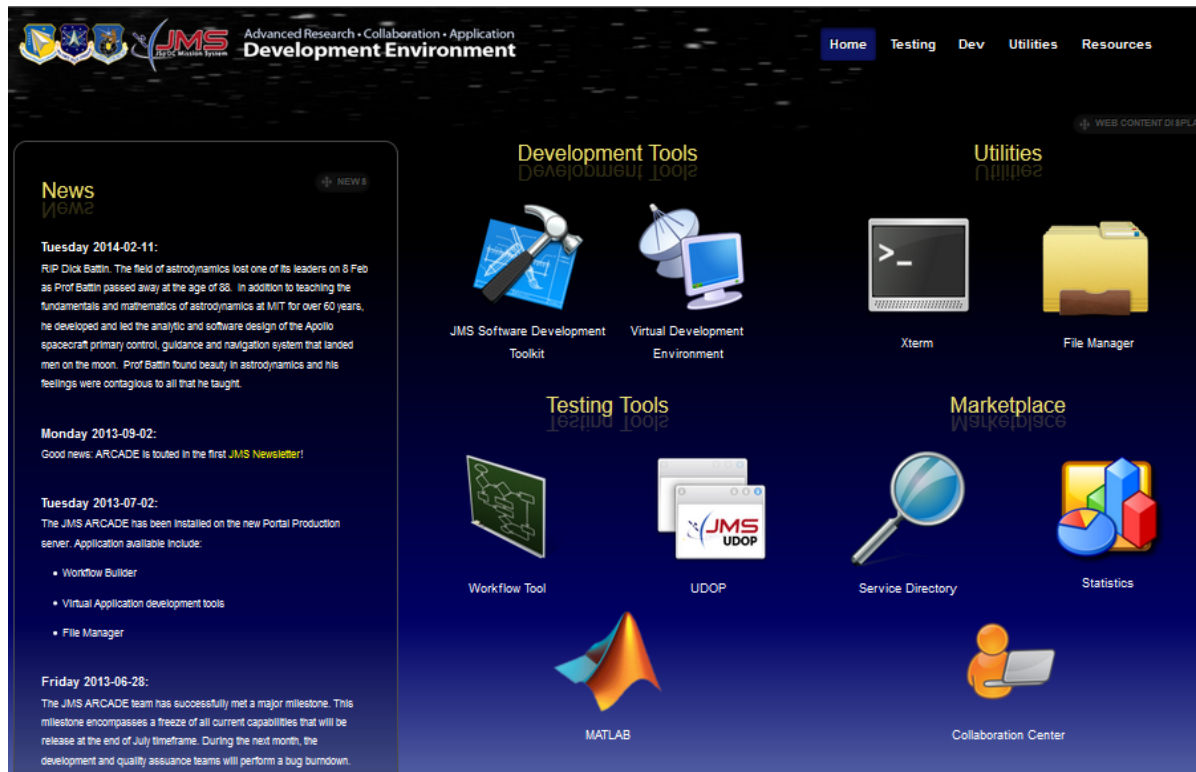 JMS
JSpOC Mission System
Advanced Research • Collaboration • Application
Development Environment
Home Testing Dev Utilities Resources
WEB CONTENT DISPLA
News
NEWS
Tuesday 2014-02-11:
RIP Dick Battin. The field of astrodynamics lost one of its leaders on 8 Feb
as Prof Battin passed away at the age of 88. In addition to teaching the
fundamentals and mathematics of astrodynamics at MIT for over 60 years,
he developed and led the analytic and software design of the Apollo
spacecraft primary control, guidance and navigation system that landed
men on the moon. Prof Battin found beauty in astrodynamics and his
feelings were contagious to all that he taught.
Monday 2013-09-02:
Good news: ARCADE is touted in the first JMS Newsletter!
Tuesday 2013-07-02:
The JMS ARCADE has been installed on the new Portal Production
server. Application available include:
• Workflow Builder
• Virtual Application development tools
• File Manager
Friday 2013-06-28:
The JMS ARCADE team has successfully met a major milestone. This
milestone encompasses a freeze of all current capabilities that will be
release at the end of July timeframe. During the next month, the
development and quality assuance teams will perform a bug burndown.
Development Tools
JMS Software Development
Toolkit
Virtual Development
Environment
Utilities
>_
Xterm
File Manager
Testing Tools
Workflow Tool
JMS
UDOP
UDOP
MATLAB
Marketplace
Service Directory
Statistics
Collaboration Center